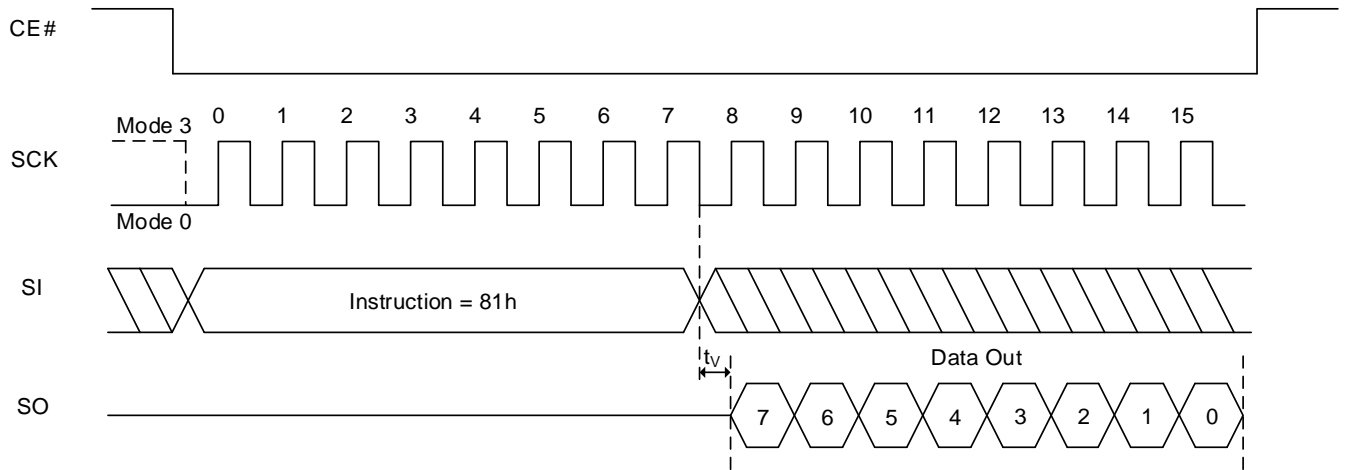 CE#
Mode 3 0 1 2 3 4 5 6 7 8 9 10 11 12 13 14 15
SCK
Mode 0
SI
Instruction = 81h
tV Data Out
SO
7 6 5 4 3 2 1 0